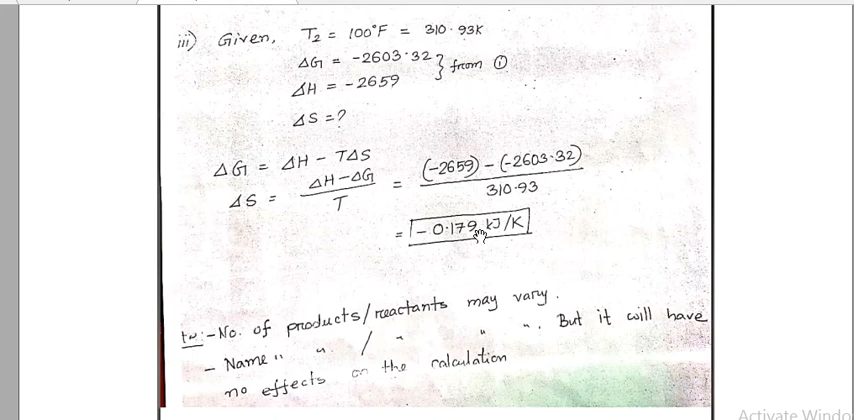 iii) Given, T₂ = 100°F = 310.93K
ΔG = -2603.32 } from ①
ΔH = -2659
ΔS = ?
ΔG = ΔH - TΔS
ΔS = ΔH-ΔG / T = (-2659) - (-2603.32) / 310.93
= - 0.179 kJ/K
:-No. of products/reactants may vary.
- Name " " / " " ". But it will have
no effects on the calculation
Activate Windo